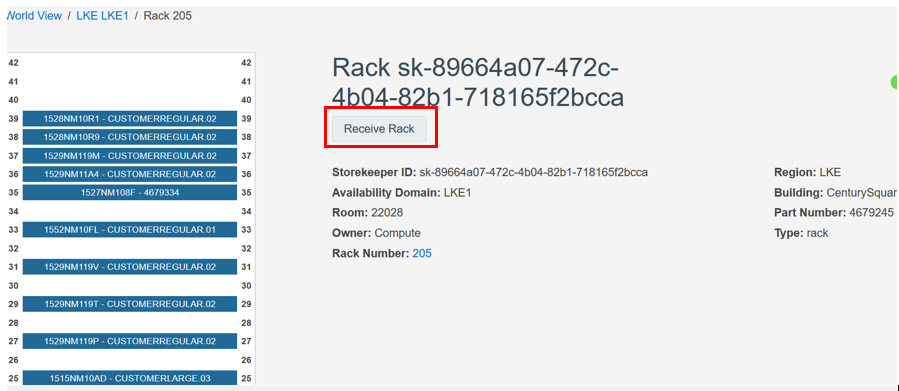 World View / LKE LKE1 / Rack 205
42 42
41 41
40 40
39 1528NM10R1 - CUSTOMERREGULAR.02 39
38 1528NM10R9 - CUSTOMERREGULAR.02 38
37 1529NM119M - CUSTOMERREGULAR.02 37
36 1529NM11A4 - CUSTOMERREGULAR.02 36
35 1527NM108F - 4679334 35
34 34
33 1552NM10FL - CUSTOMERREGULAR.01 33
32 32
31 1529NM119V - CUSTOMERREGULAR.02 31
30 30
29 1529NM119T - CUSTOMERREGULAR.02 29
28 28
27 1529NM119P - CUSTOMERREGULAR.02 27
26 26
25 1515NM10AD - CUSTOMERLARGE.03 25
Rack sk-89664a07-472c-
4b04-82b1-718165f2bcca
Receive Rack
Storekeeper ID: sk-89664a07-472c-4b04-82b1-718165f2bcca
Availability Domain: LKE1
Room: 22028
Owner: Compute
Rack Number: 205
Region: LKE
Building: CenturySquar
Part Number: 4679245
Type: rack